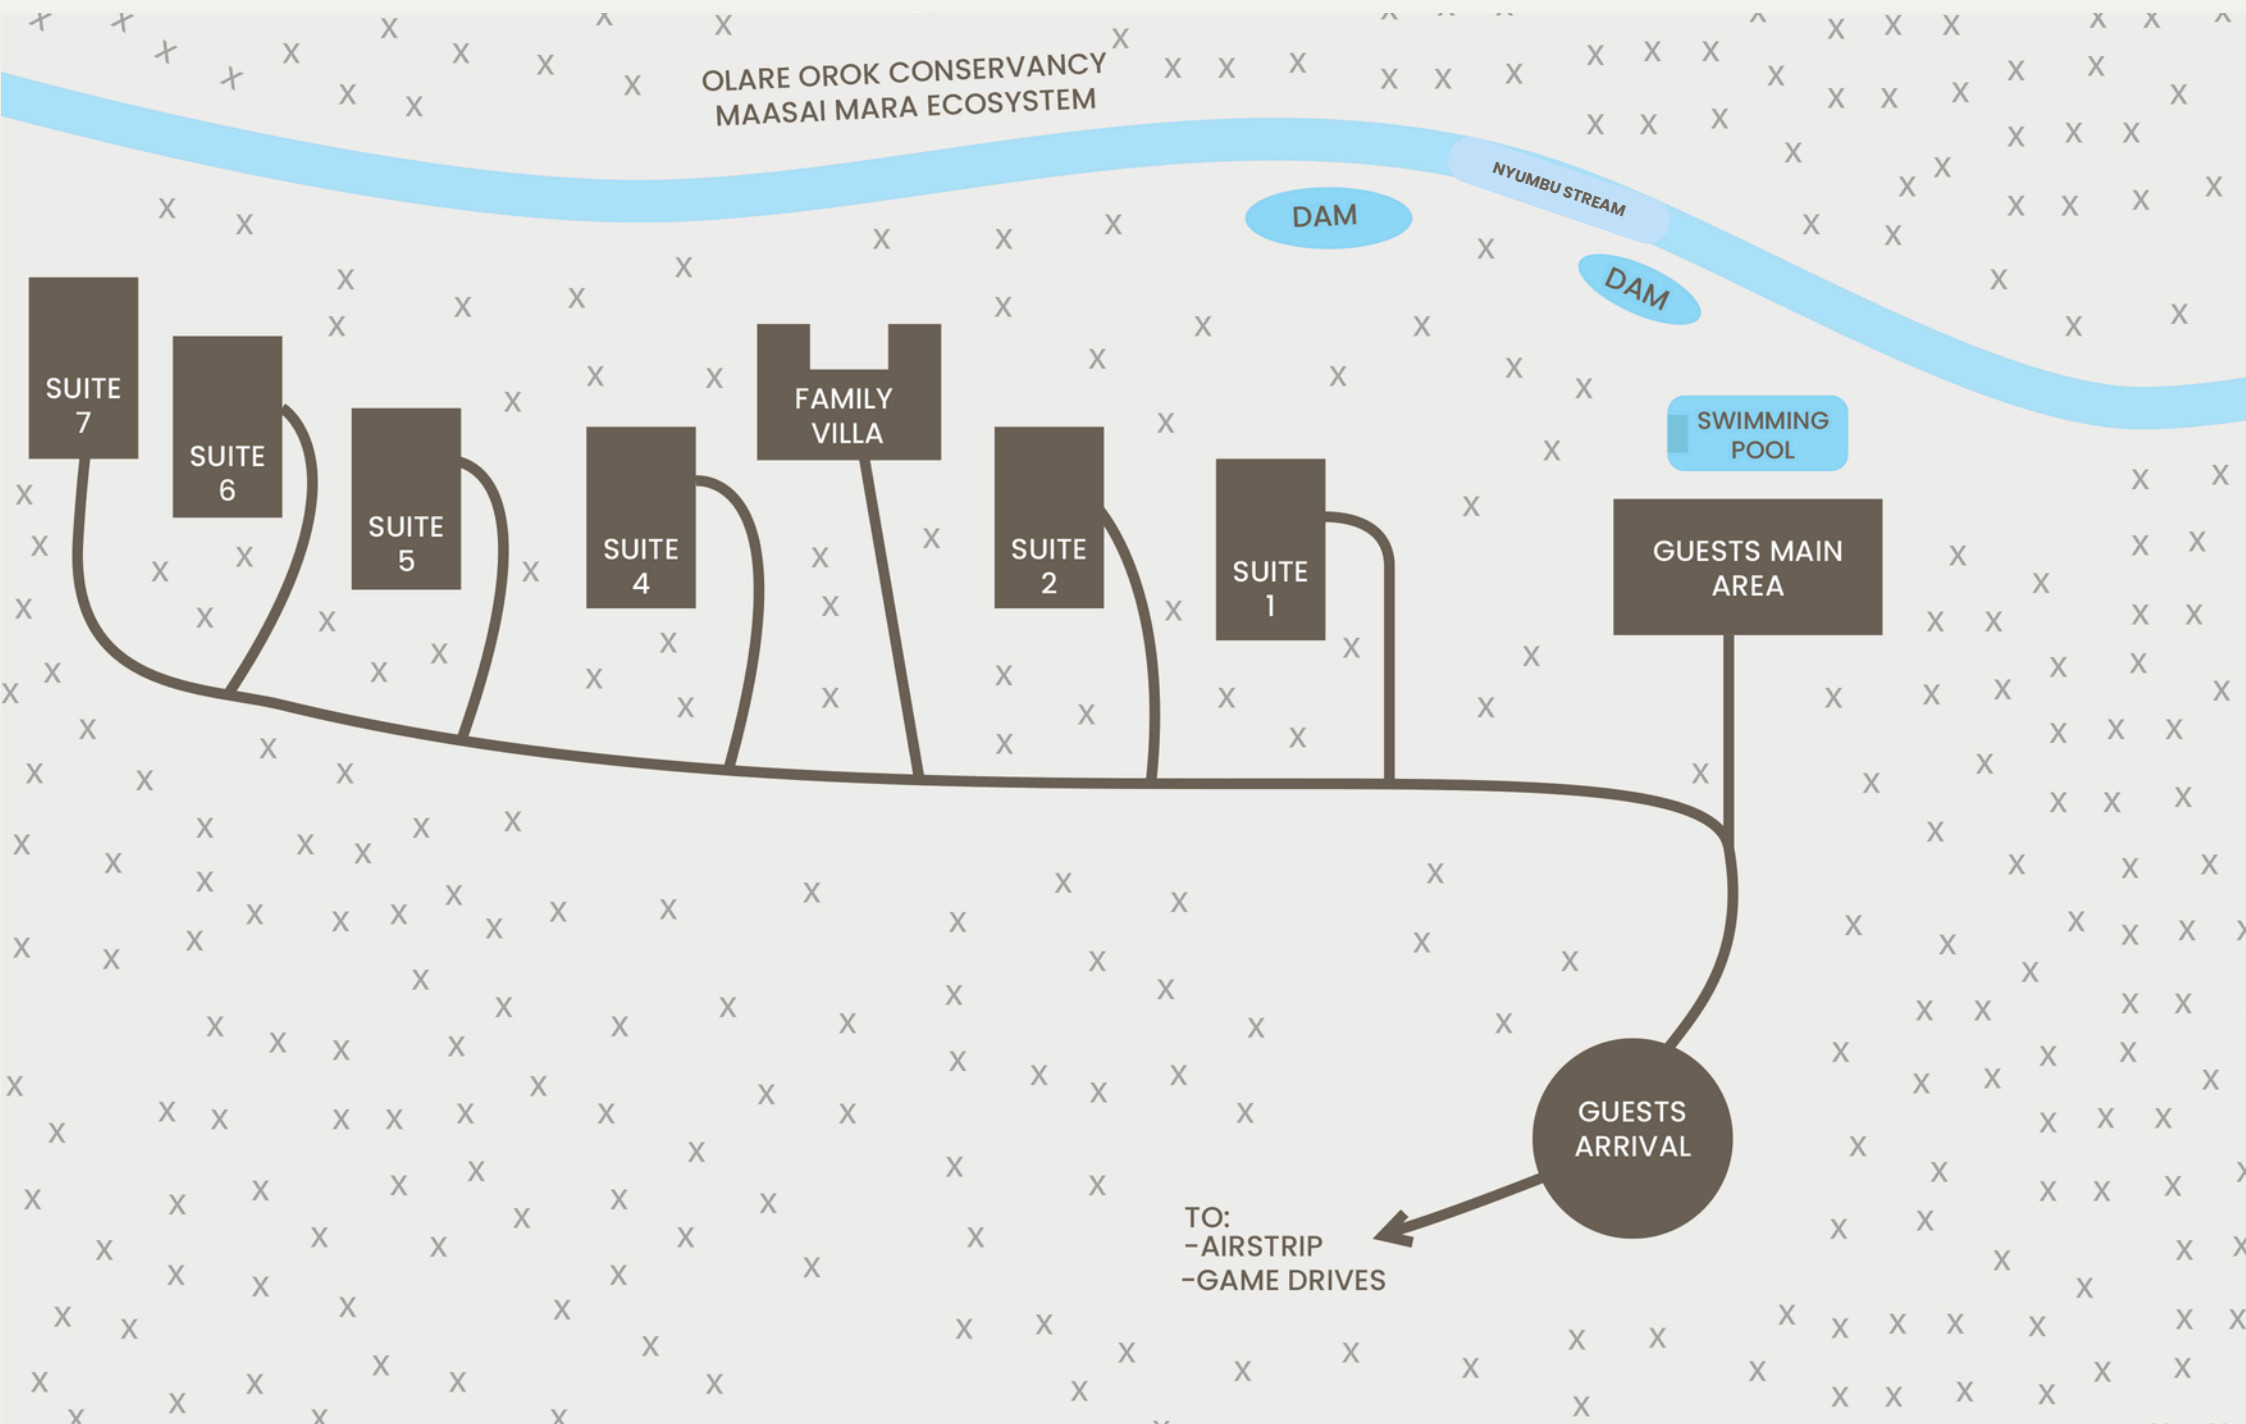 OLARE OROK CONSERVANCY
MAASAI MARA ECOSYSTEM
NYUMBU STREAM
DAM
DAM
SUITE
7
SUITE
6
SUITE
5
SUITE
4
FAMILY
VILLA
SUITE
2
SUITE
1
SWIMMING
POOL
GUESTS MAIN
AREA
GUESTS
ARRIVAL
TO:
-AIRSTRIP
-GAME DRIVES